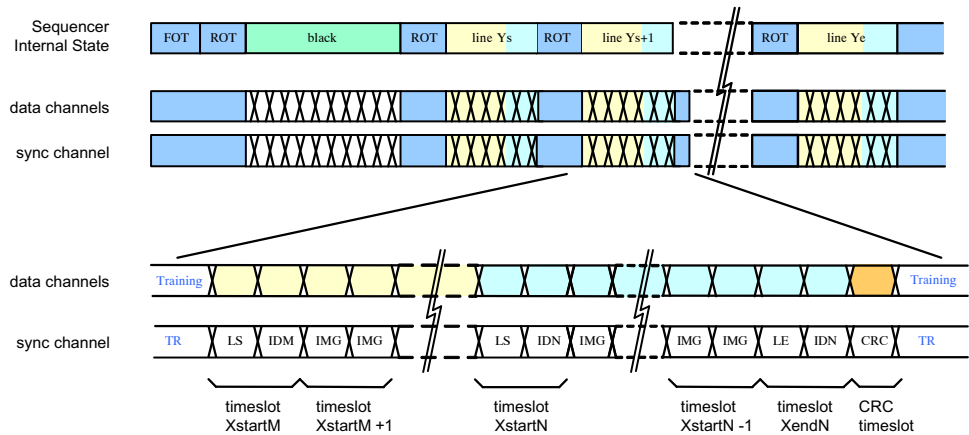 Sequencer
Internal State
FOT ROT black ROT line Ys ROT line Ys+1 ROT line Ye
data channels
sync channel
data channels
Training Training
sync channel
TR LS IDM IMG IMG LS IDN IMG IMG IMG LE IDN CRC TR
timeslot timeslot timeslot timeslot timeslot CRC
XstartM XstartM +1 XstartN XstartN -1 XendN timeslot